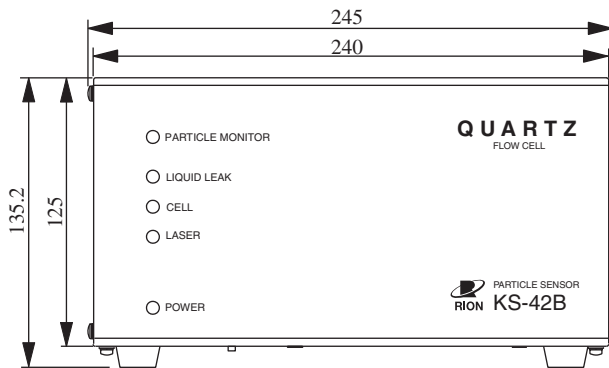 245
240
135.2
125
PARTICLE MONITOR
LIQUID LEAK
CELL
LASER
POWER
QUARTZ
FLOW CELL
PARTICLE SENSOR
RION KS-42B